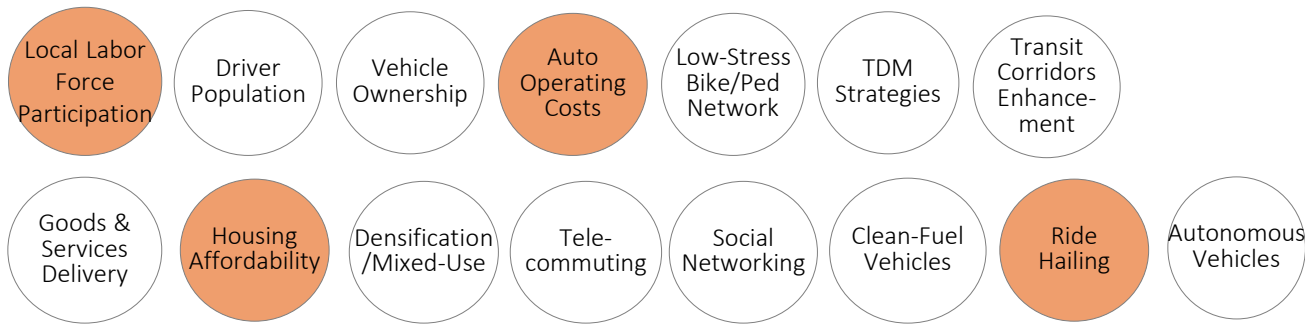 Local Labor
Force
Participation
Driver
Population
Vehicle
Ownership
Auto
Operating
Costs
Low-Stress
Bike/Ped
Network
TDM
Strategies
Transit
Corridors
Enhance-
ment
Goods &
Services
Delivery
Housing
Affordability
Densification
/Mixed-Use
Tele-
commuting
Social
Networking
Clean-Fuel
Vehicles
Ride
Hailing
Autonomous
Vehicles